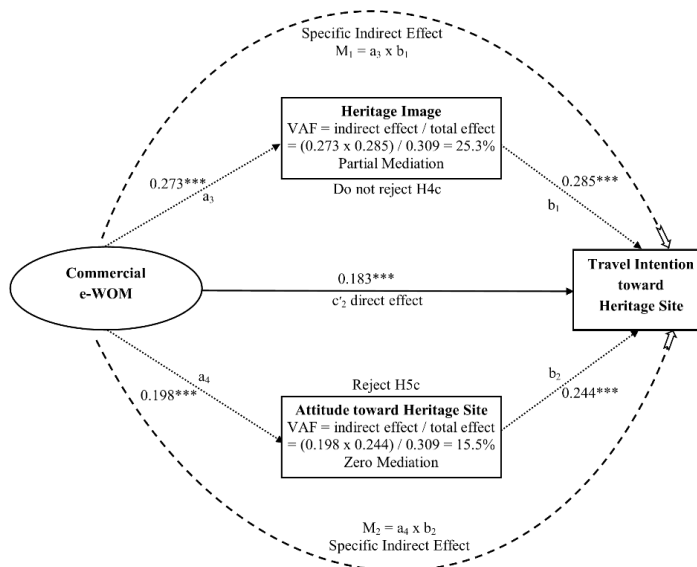 Specific Indirect Effect
M₁ = a₃ x b₁
Heritage Image
VAF = indirect effect / total effect
= (0.273 x 0.285) / 0.309 = 25.3%
Partial Mediation
Do not reject H4c
0.273***
a₃
0.285***
b₁
Commercial
e-WOM
0.183***
c'₂ direct effect
Travel Intention
toward
Heritage Site
a₄
0.198***
Reject H5c
b₂
0.244***
Attitude toward Heritage Site
VAF = indirect effect / total effect
= (0.198 x 0.244) / 0.309 = 15.5%
Zero Mediation
M₂ = a₄ x b₂
Specific Indirect Effect